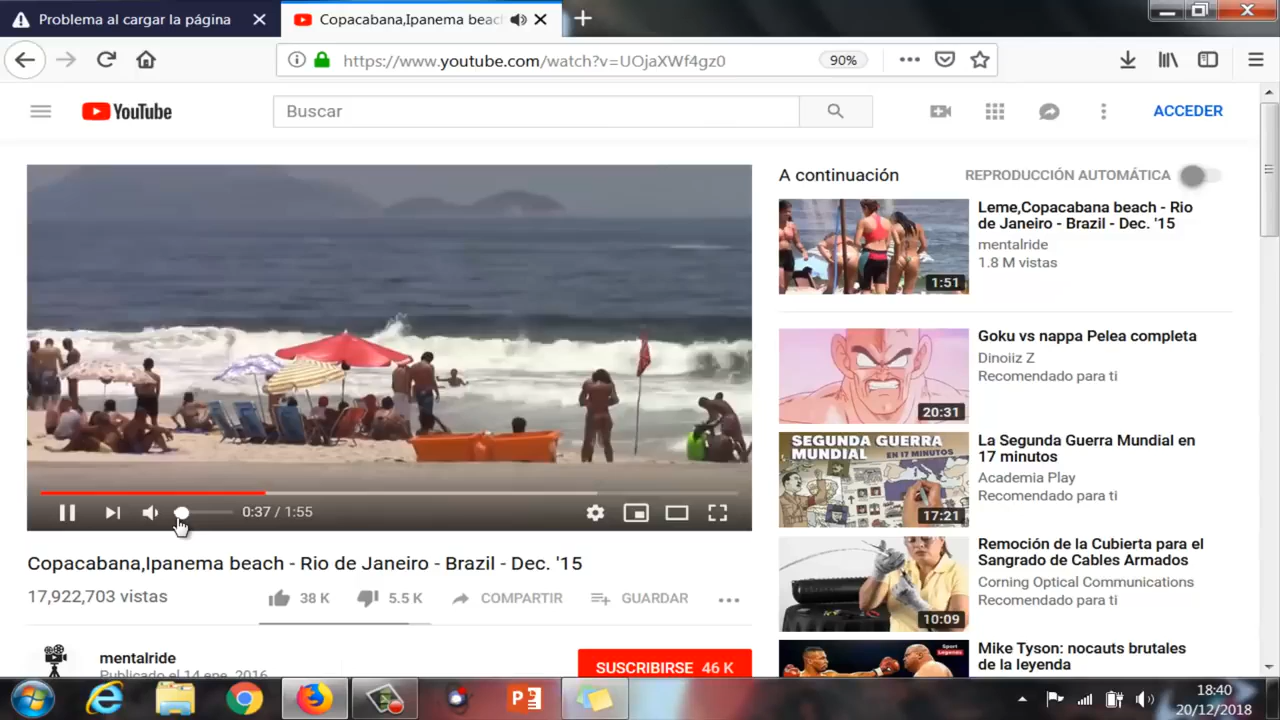 Problema al cargar la página
Copacabana,Ipanema beach
https://www.youtube.com/watch?v=UOjaXWf4gz0
90%
YouTube
Buscar
ACCEDER
A continuación
REPRODUCCIÓN AUTOMÁTICA
Leme,Copacabana beach - Rio
de Janeiro - Brazil - Dec. '15
mentalride
1.8 M vistas
1:51
Goku vs nappa Pelea completa
Dinoiiz Z
Recomendado para ti
20:31
SEGUNDA GUERRA
MUNDIAL EN 17 MINUTOS
17:21
La Segunda Guerra Mundial en
17 minutos
Academia Play
Recomendado para ti
Remoción de la Cubierta para el
Sangrado de Cables Armados
Corning Optical Communications
Recomendado para ti
10:09
Mike Tyson: nocauts brutales
de la leyenda
0:37 / 1:55
Copacabana,Ipanema beach - Rio de Janeiro - Brazil - Dec. '15
17,922,703 vistas
38 K
5.5 K
COMPARTIR
GUARDAR
mentalride
Publicado el 14 ene. 2016
SUSCRIBIRSE 46 K
18:40
20/12/2018